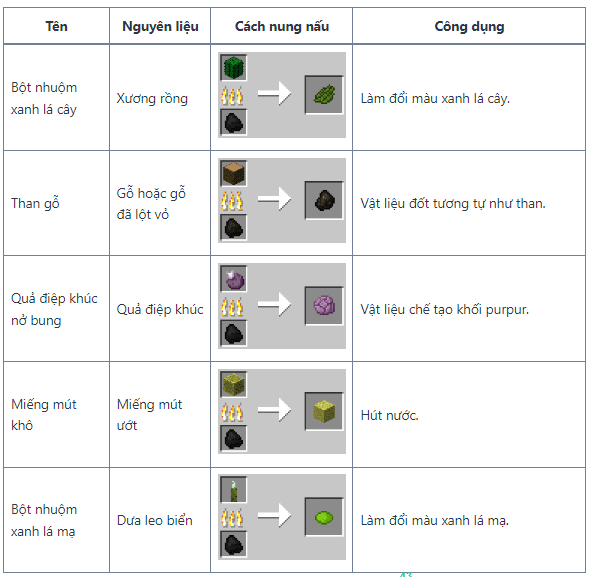 Tên Nguyên liệu Cách nung nấu Công dụng
Bột nhuộm
xanh lá cây
Xương rồng
Làm đổi màu xanh lá cây.
Than gỗ
Gỗ hoặc gỗ
đã lột vỏ
Vật liệu đốt tương tự như than.
Quả điệp khúc
nở bung
Quả điệp khúc
Vật liệu chế tạo khối purpur.
Miếng mút
khô
Miếng mút
ướt
Hút nước.
Bột nhuộm
xanh lá mạ
Dưa leo biển
Làm đổi màu xanh lá mạ.